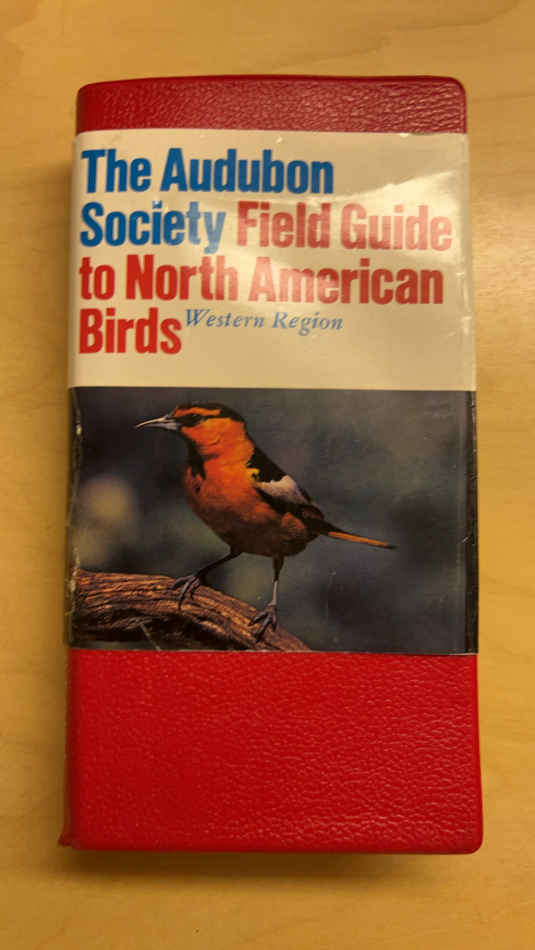 The Audubon
Society Field Guide
to North American
Birds Western Region